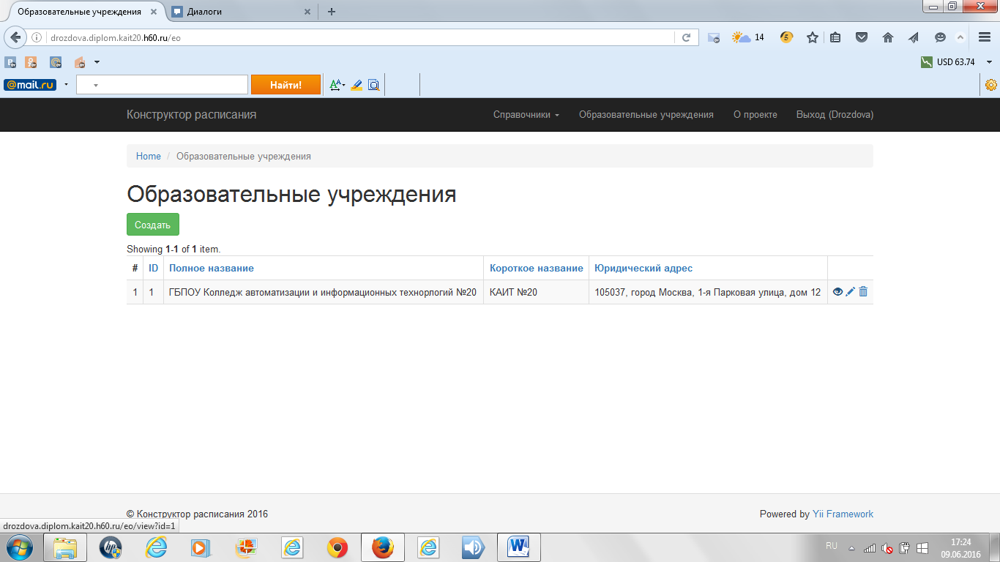 Образовательные учреждения
Диалоги
drozdova.diplom.kait20.h60.ru/eo
14
5
USD 63.74
@mail.ru
Найти!
Конструктор расписания
Справочники
Образовательные учреждения
О проекте
Выход (Drozdova)
Home / Образовательные учреждения
Образовательные учреждения
Создать
Showing 1-1 of 1 item.
# ID Полное название Короткое название Юридический адрес
1 1 ГБПОУ Колледж автоматизации и информационных технорлогий №20 КАИТ №20 105037, город Москва, 1-я Парковая улица, дом 12
© Конструктор расписания 2016
Powered by Yii Framework
drozdova.diplom.kait20.h60.ru/eo/view?id=1
RU
17:24
09.06.2016